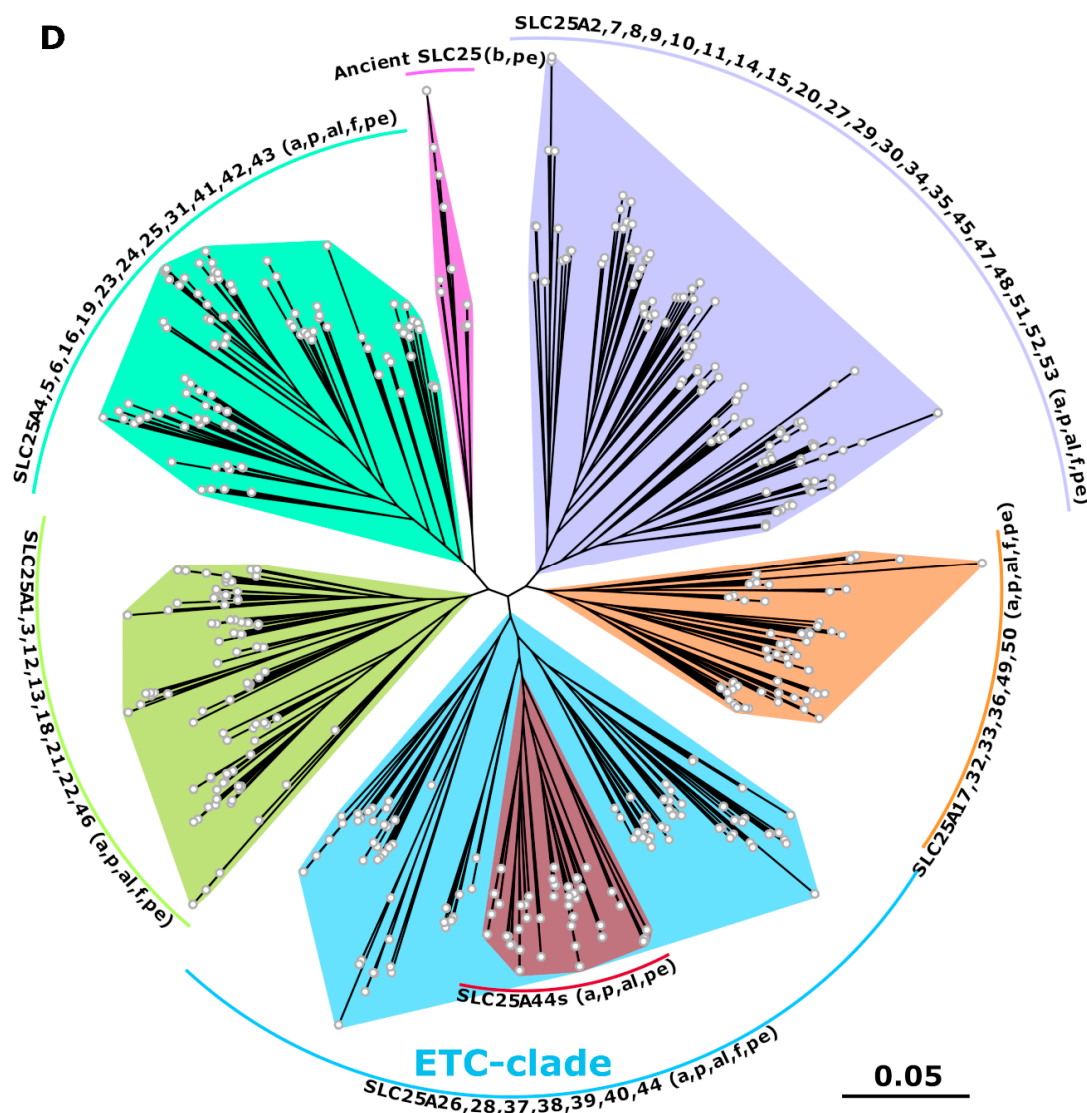 D
SLC25A2,7,8,9,10,11,14,15,20,27,29,30,34,35,45,47,48,51,52,53 (a,p,al,f,pe)
Ancient SLC25(b,pe)
SLC25A4,5,6,16,19,23,24,25,31,41,42,43 (a,p,al,f,pe)
SLC25A17,32,33,36,49,50 (a,p,al,f,pe)
SLC25A1,3,12,13,18,21,22,46 (a,p,al,f,pe)
SLC25A44s (a,p,al,pe)
ETC-clade
SLC25A26,28,37,38,39,40,44 (a,p,al,f,pe)
0.05